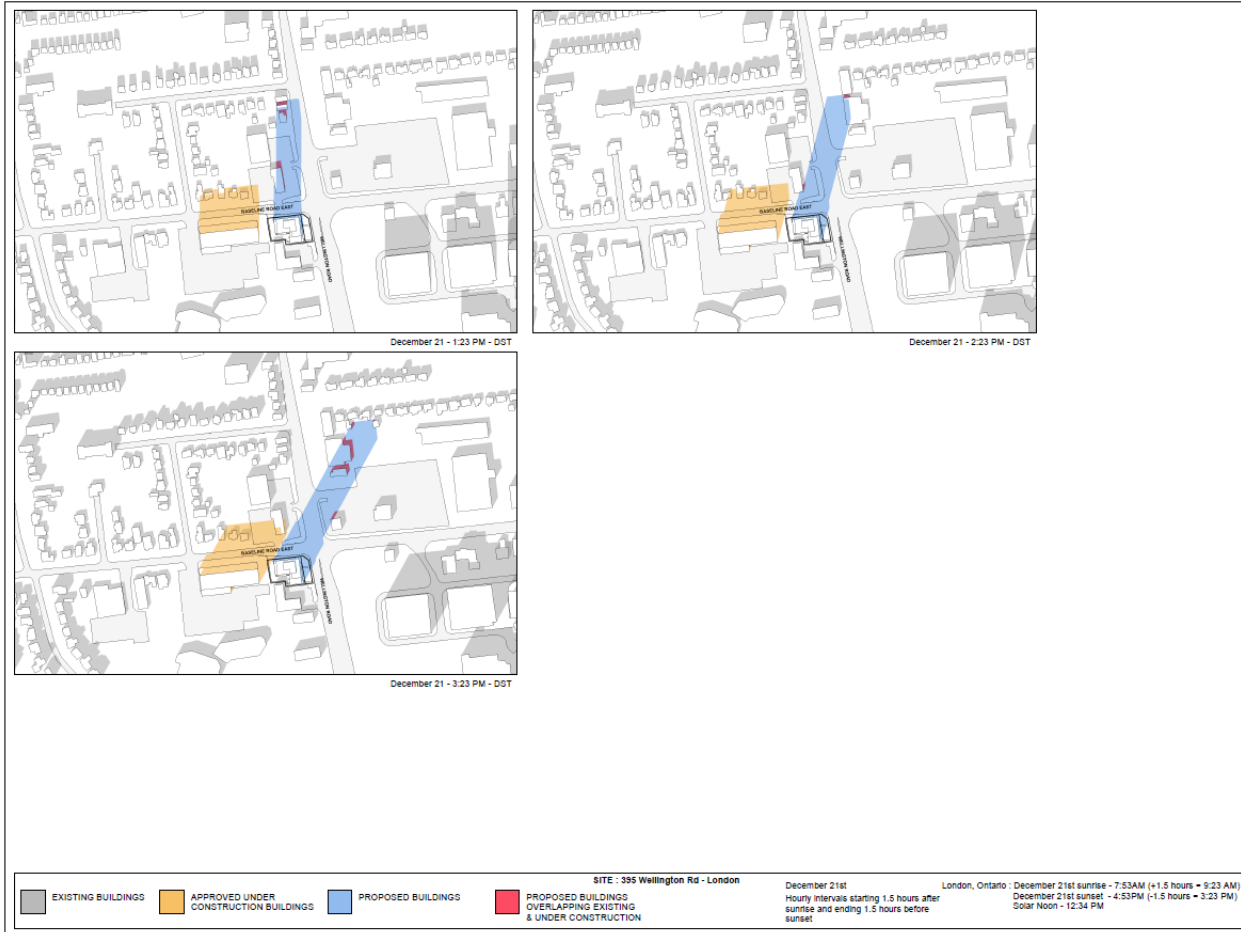 BASELINE ROAD EAST
WELLINGTON ROAD
December 21 - 1:23 PM - DST
BASELINE ROAD EAST
WELLINGTON ROAD
December 21 - 2:23 PM - DST
BASELINE ROAD EAST
WELLINGTON ROAD
December 21 - 3:23 PM - DST
SITE : 395 Wellington Rd - London
EXISTING BUILDINGS
APPROVED UNDER
CONSTRUCTION BUILDINGS
PROPOSED BUILDINGS
PROPOSED BUILDINGS
OVERLAPPING EXISTING
& UNDER CONSTRUCTION
December 21st
Hourly intervals starting 1.5 hours after
sunrise and ending 1.5 hours before
sunset
London, Ontario : December 21st sunrise - 7:53AM (+1.5 hours = 9:23 AM)
December 21st sunset - 4:53PM (-1.5 hours = 3:23 PM)
Solar Noon - 12:34 PM